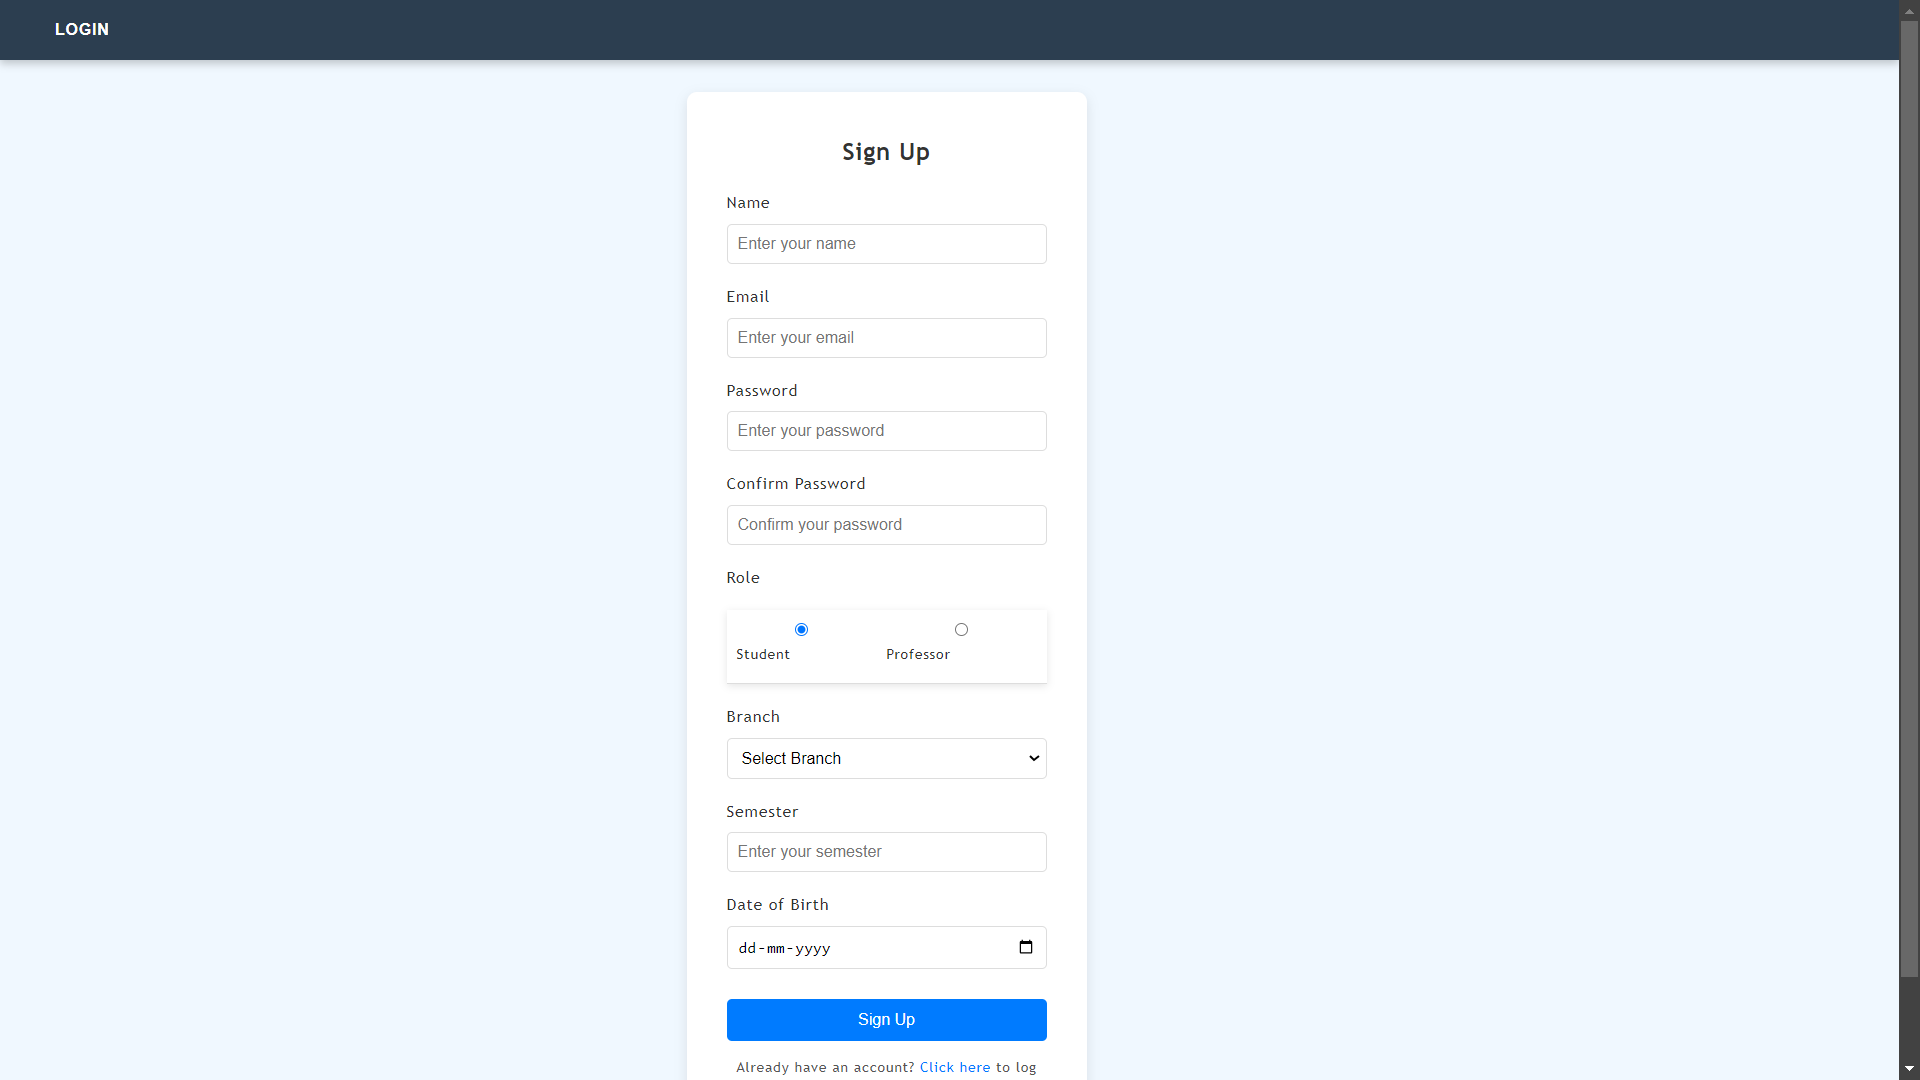 LOGIN
Sign Up
Name
Enter your name
Email
Enter your email
Password
Enter your password
Confirm Password
Confirm your password
Role
Student Professor
Branch
Select Branch
Semester
Enter your semester
Date of Birth
dd-mm-yyyy
Sign Up
Already have an account? Click here to log